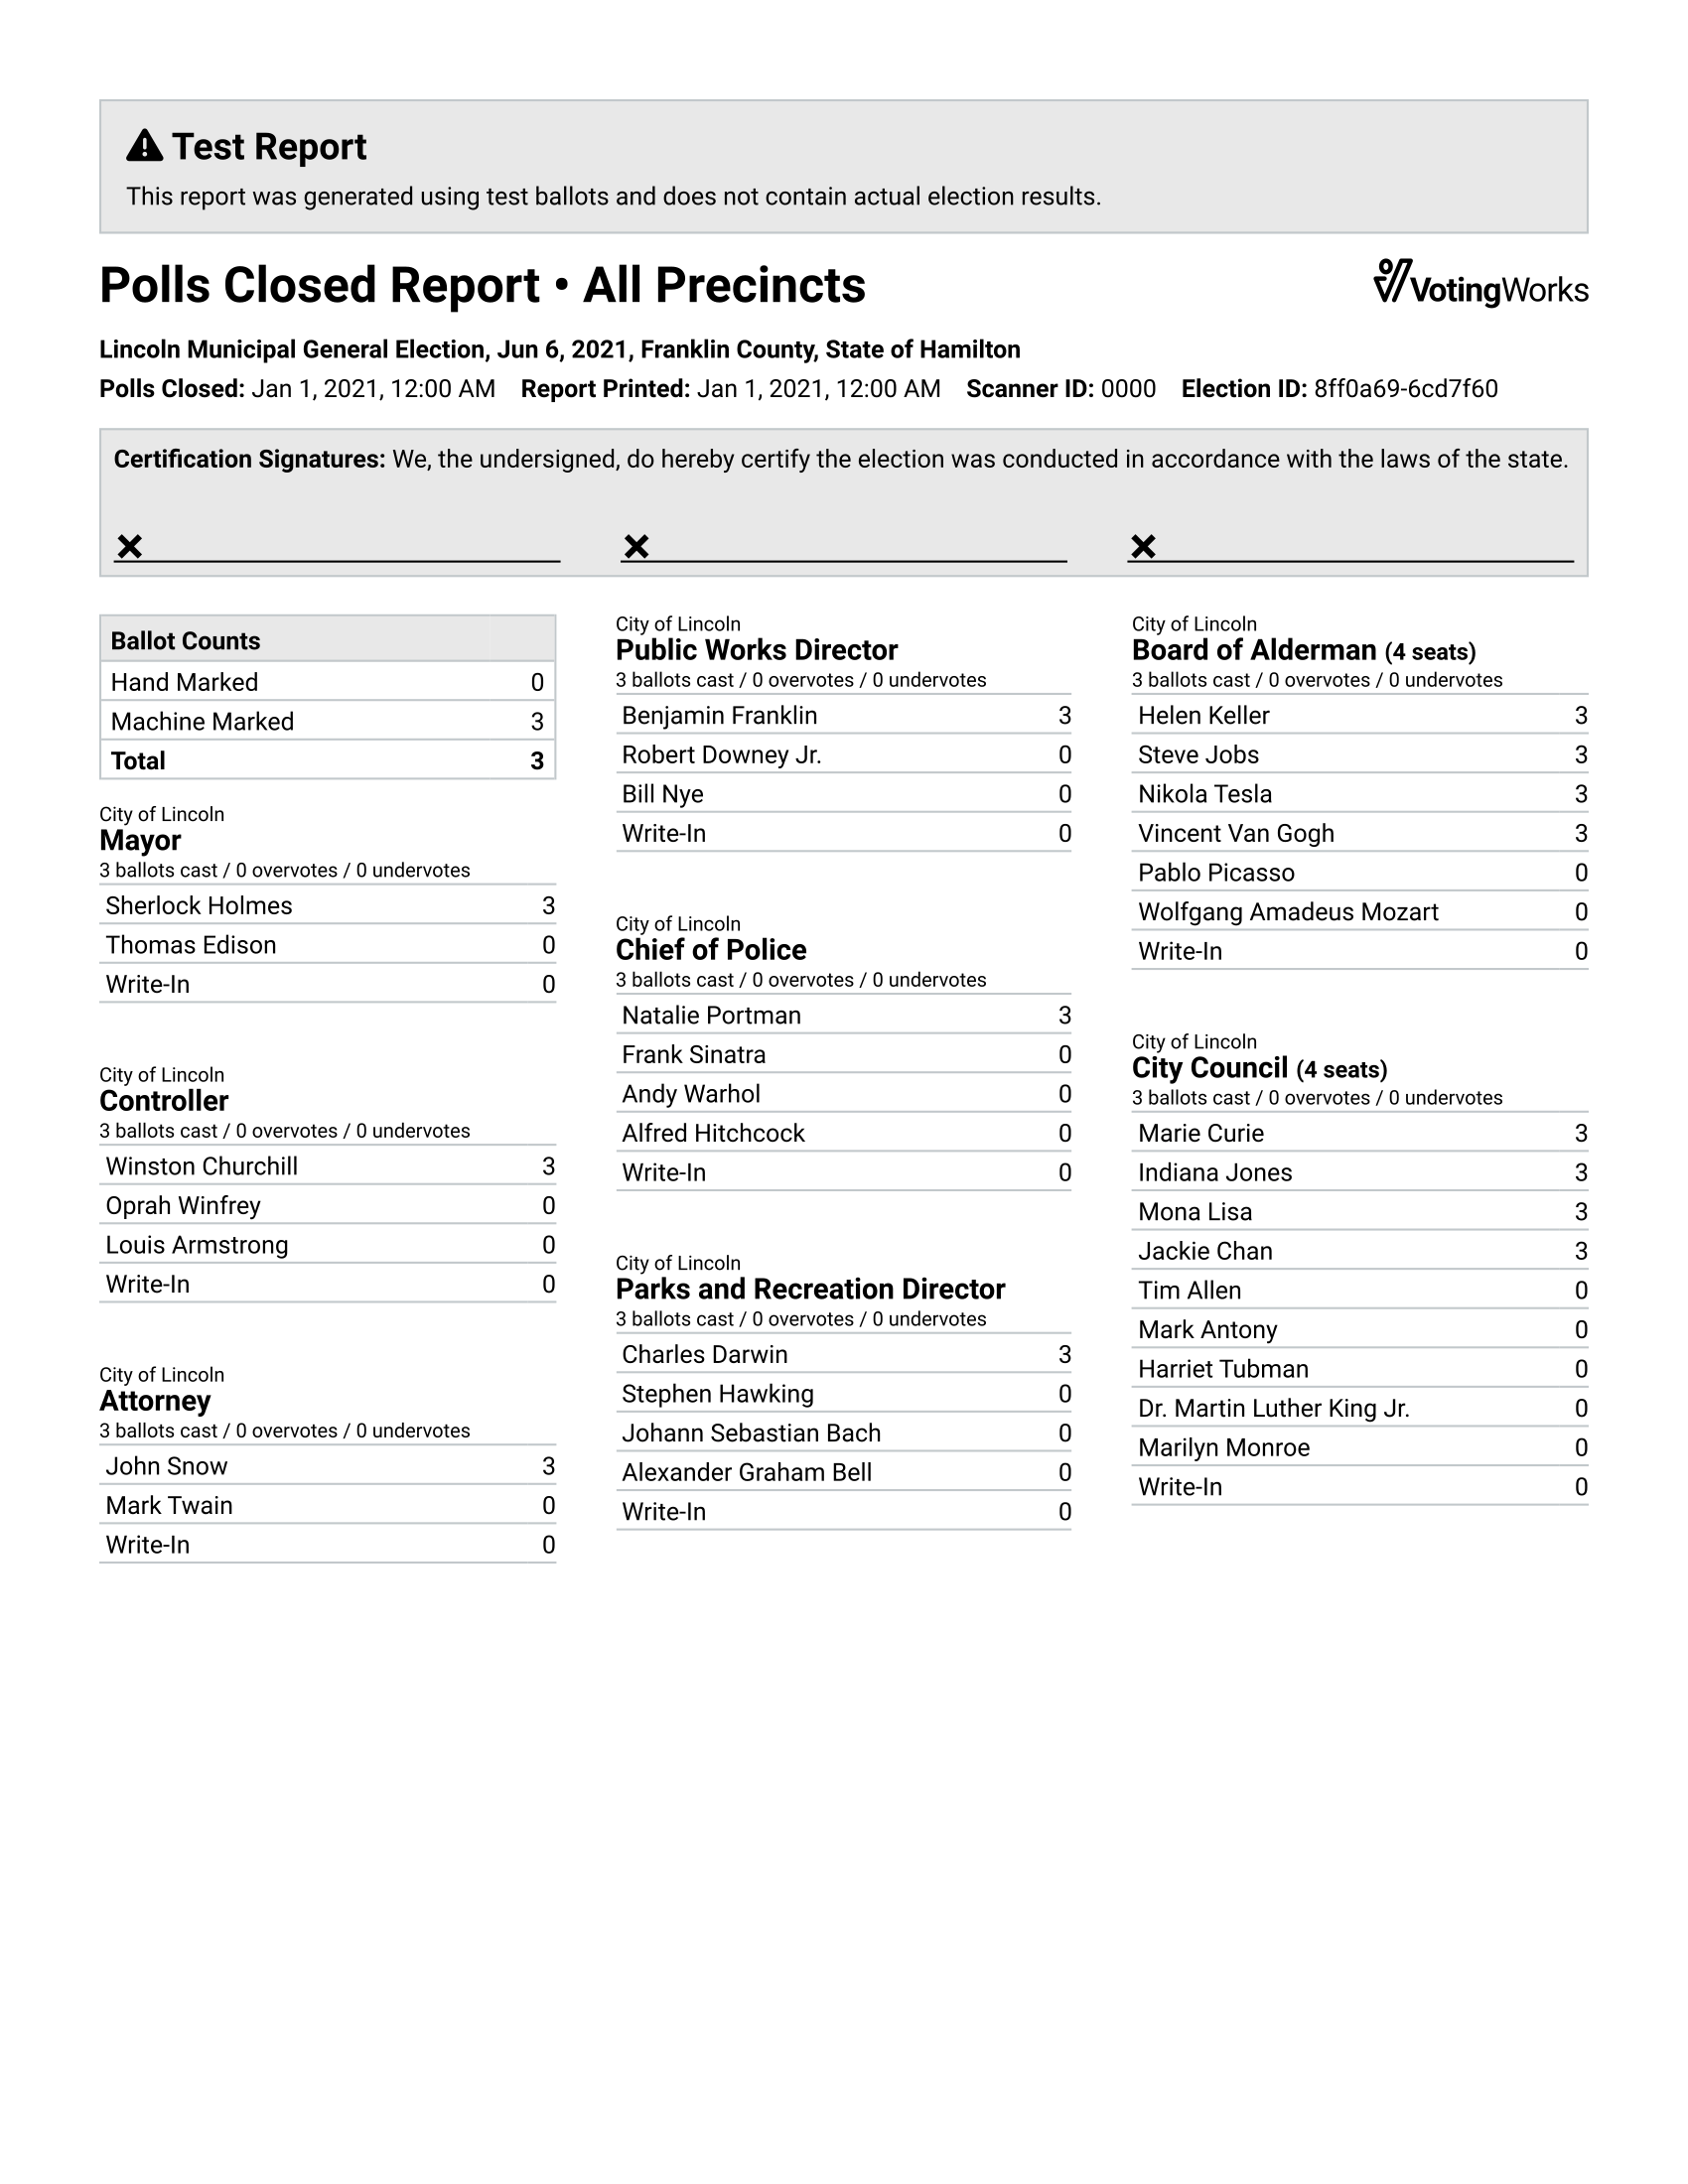 Test Report
This report was generated using test ballots and does not contain actual election results.
Polls Closed Report • All Precincts
VotingWorks
Lincoln Municipal General Election, Jun 6, 2021, Franklin County, State of Hamilton
Polls Closed: Jan 1, 2021, 12:00 AM Report Printed: Jan 1, 2021, 12:00 AM Scanner ID: 0000 Election ID: 8ff0a69-6cd7f60
Certification Signatures: We, the undersigned, do hereby certify the election was conducted in accordance with the laws of the state.
Ballot Counts
Hand Marked 0
Machine Marked 3
Total 3
City of Lincoln
Mayor
3 ballots cast / 0 overvotes / 0 undervotes
Sherlock Holmes 3
Thomas Edison 0
Write-In 0
City of Lincoln
Controller
3 ballots cast / 0 overvotes / 0 undervotes
Winston Churchill 3
Oprah Winfrey 0
Louis Armstrong 0
Write-In 0
City of Lincoln
Attorney
3 ballots cast / 0 overvotes / 0 undervotes
John Snow 3
Mark Twain 0
Write-In 0
City of Lincoln
Public Works Director
3 ballots cast / 0 overvotes / 0 undervotes
Benjamin Franklin 3
Robert Downey Jr. 0
Bill Nye 0
Write-In 0
City of Lincoln
Chief of Police
3 ballots cast / 0 overvotes / 0 undervotes
Natalie Portman 3
Frank Sinatra 0
Andy Warhol 0
Alfred Hitchcock 0
Write-In 0
City of Lincoln
Parks and Recreation Director
3 ballots cast / 0 overvotes / 0 undervotes
Charles Darwin 3
Stephen Hawking 0
Johann Sebastian Bach 0
Alexander Graham Bell 0
Write-In 0
City of Lincoln
Board of Alderman (4 seats)
3 ballots cast / 0 overvotes / 0 undervotes
Helen Keller 3
Steve Jobs 3
Nikola Tesla 3
Vincent Van Gogh 3
Pablo Picasso 0
Wolfgang Amadeus Mozart 0
Write-In 0
City of Lincoln
City Council (4 seats)
3 ballots cast / 0 overvotes / 0 undervotes
Marie Curie 3
Indiana Jones 3
Mona Lisa 3
Jackie Chan 3
Tim Allen 0
Mark Antony 0
Harriet Tubman 0
Dr. Martin Luther King Jr. 0
Marilyn Monroe 0
Write-In 0